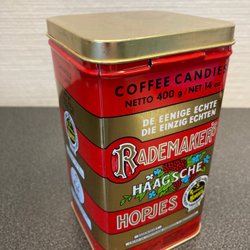 COFFEE CANDIES
NETTO 400 g / NET 14 oz
DE EENIGE ECHTE
DIE EINZIG ECHTEN
RADEMAKER'S
HAAGSCHE
HOPJES